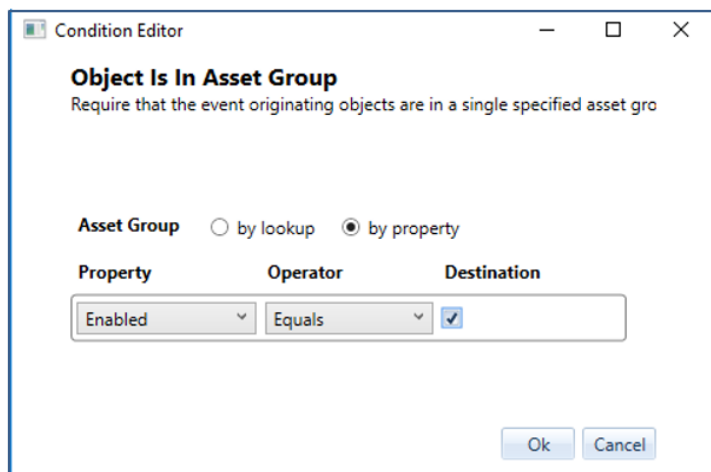 Condition Editor
Object Is In Asset Group
Require that the event originating objects are in a single specified asset gro
Asset Group by lookup by property
Property Operator Destination
Enabled Equals
Ok Cancel